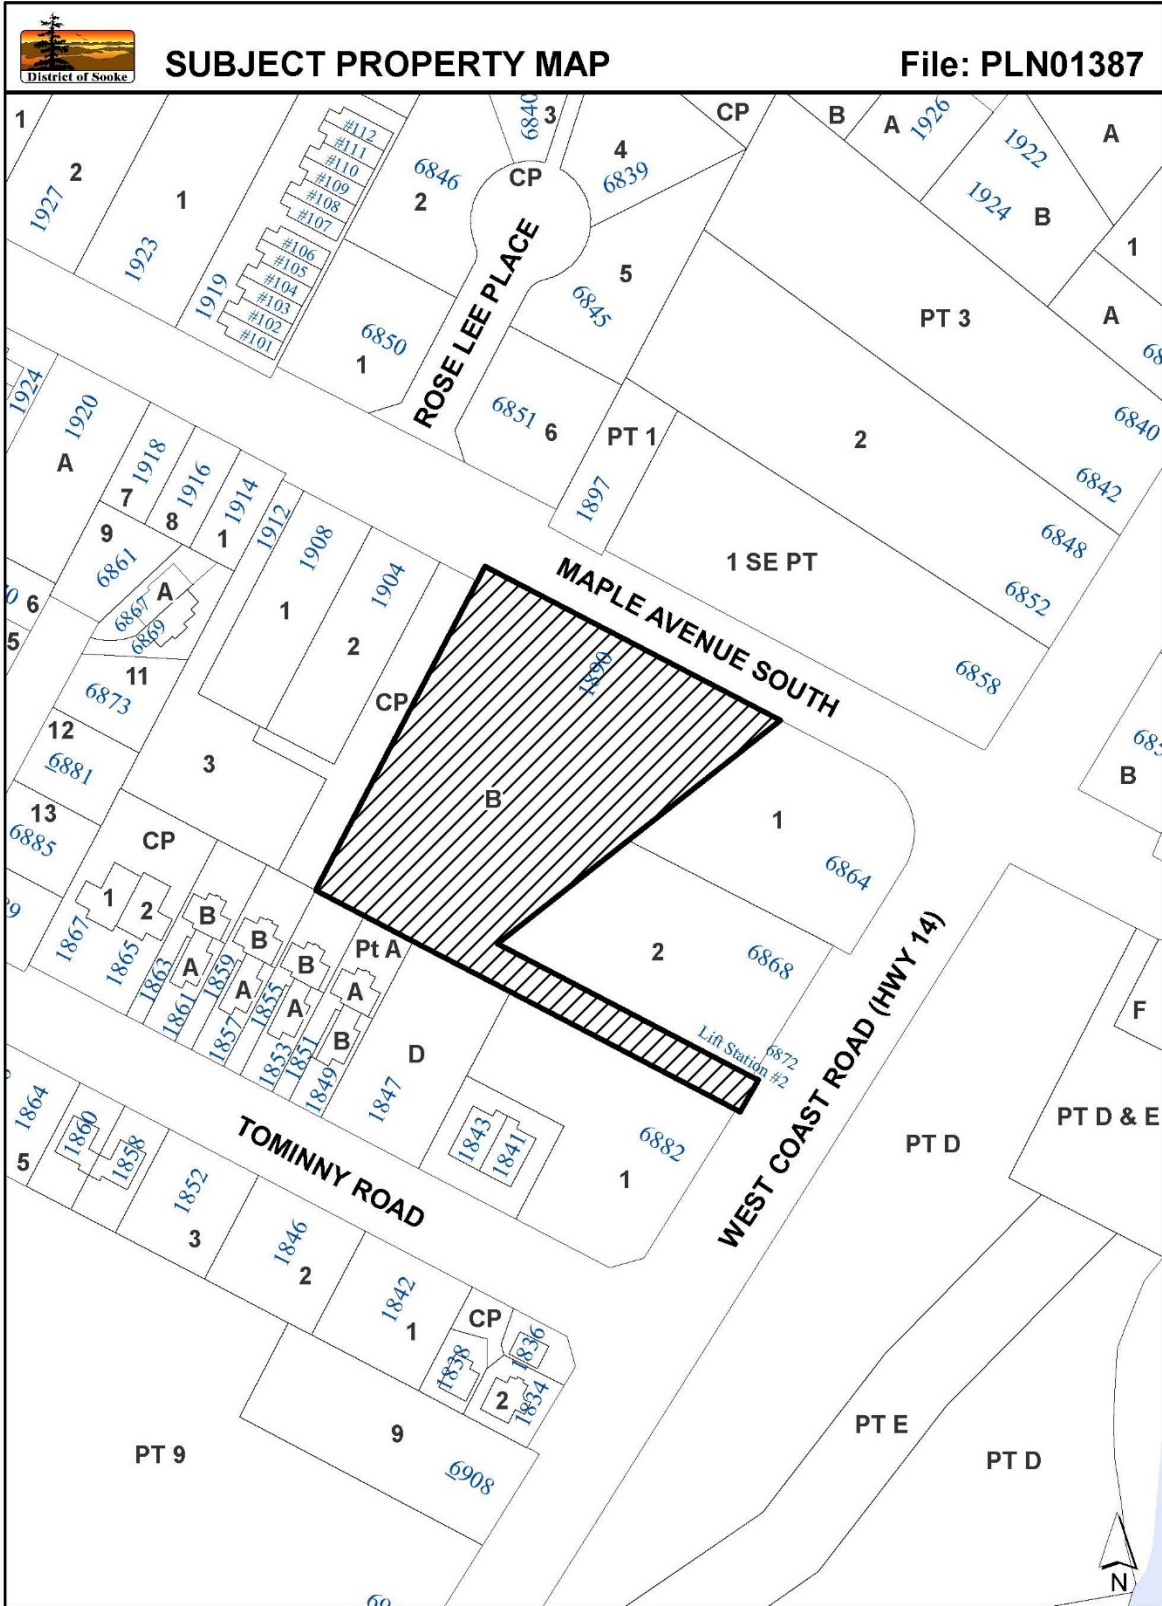 District of Sooke
SUBJECT PROPERTY MAP
File: PLN01387
1
2
1927
1
1923
1919
#112
#111
#110
#109
#108
#107
#106
#105
#104
#103
#102
#101
6846
2
6850
1
6840
3
CP
ROSE LEE PLACE
4
6839
5
6845
6851
6
CP
B
A
1926
1922
1924
B
A
1
A
PT 3
6840
6842
2
6848
6852
PT 1
1897
1 SE PT
6858
MAPLE AVENUE SOUTH
1924
1920
A
1918
7
1916
8
1914
1
1912
1908
1
1904
2
CP
9
6861
A
6867
6869
6
5
11
6873
12
6881
13
6885
3
CP
1890
B
1
6864
2
6868
Lift Station #2
6872
B
1
2
1867
1865
B
A
1863
1861
B
A
1859
1857
B
A
1855
1853
Pt A
A
B
1851
1849
D
1847
1843
1841
6882
1
WEST COAST ROAD (HWY 14)
F
PT D & E
PT D
TOMINNY ROAD
1864
5
1860
1858
1852
3
1846
2
1842
1
CP
1838
1836
2
1834
9
6908
PT 9
PT E
PT D
N